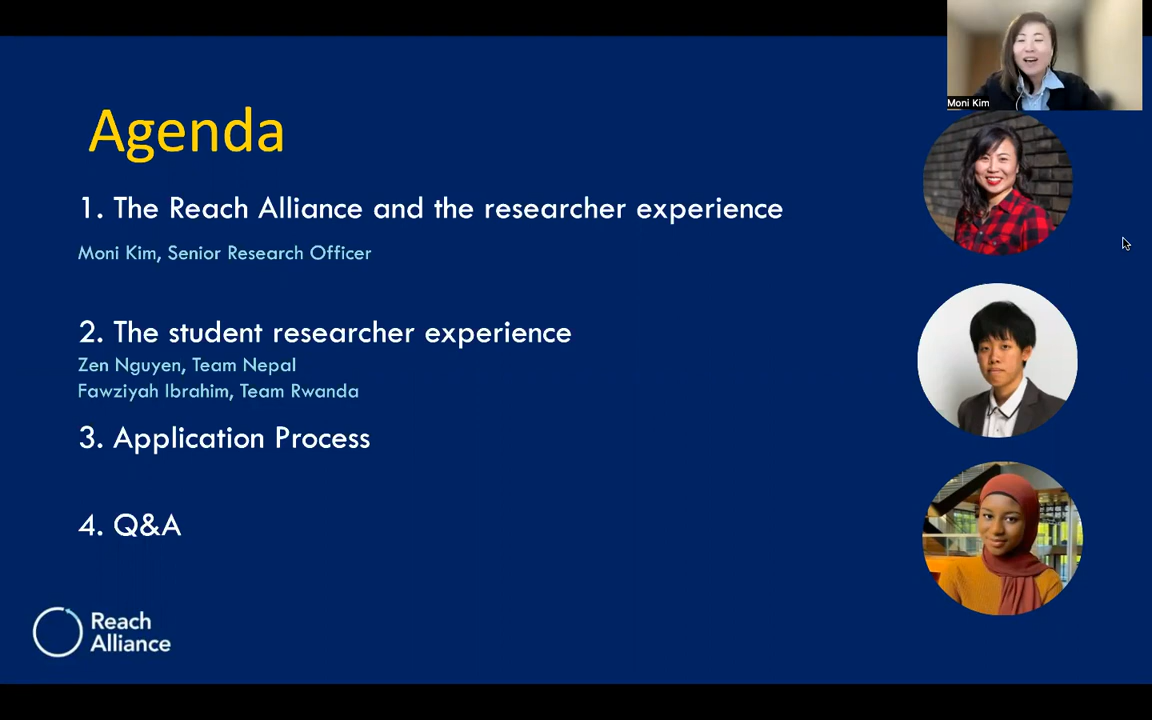 Moni Kim
Agenda
1. The Reach Alliance and the researcher experience
Moni Kim, Senior Research Officer
2. The student researcher experience
Zen Nguyen, Team Nepal
Fawziyah Ibrahim, Team Rwanda
3. Application Process
4. Q&A
Reach
Alliance